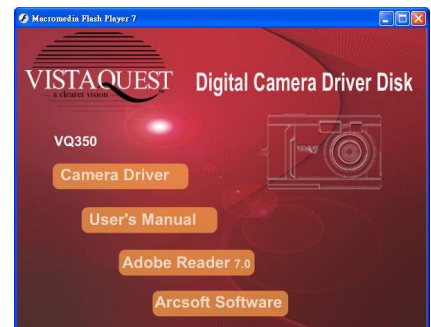 Macromedia Flash Player 7
VISTAQUEST™
a clearer vision
Digital Camera Driver Disk
VQ350
Camera Driver
User's Manual
Adobe Reader 7.0
Arcsoft Software